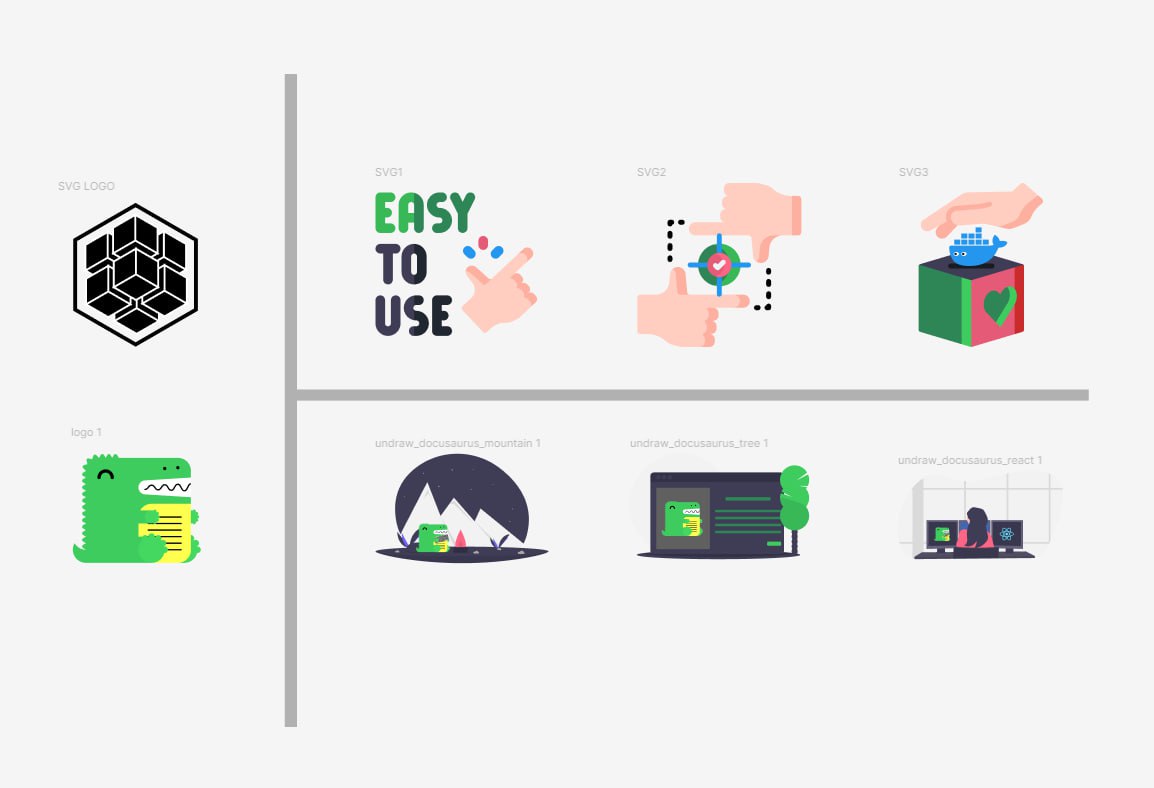 SVG LOGO
SVG1
EASY
TO
USE
SVG2
SVG3
logo 1
undraw_docusaurus_mountain 1
undraw_docusaurus_tree 1
undraw_docusaurus_react 1